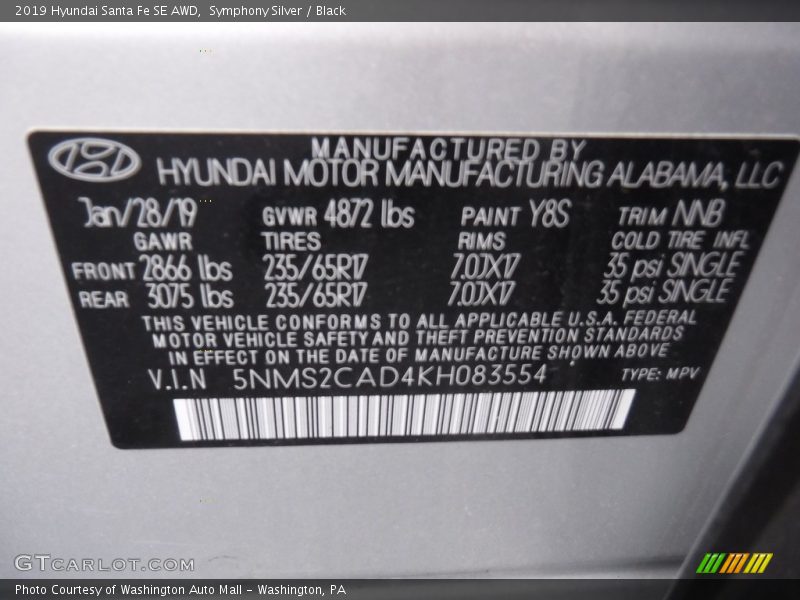 2019 Hyundai Santa Fe SE AWD, Symphony Silver / Black
MANUFACTURED BY
HYUNDAI MOTOR MANUFACTURING ALABAMA, LLC
Jan/28/19 GVWR 4872 lbs PAINT Y8S TRIM NNB
GAWR TIRES RIMS COLD TIRE INFL
FRONT 2866 lbs 235/65R17 7.0JX17 35 psi SINGLE
REAR 3075 lbs 235/65R17 7.0JX17 35 psi SINGLE
THIS VEHICLE CONFORMS TO ALL APPLICABLE U.S.A. FEDERAL
MOTOR VEHICLE SAFETY AND THEFT PREVENTION STANDARDS
IN EFFECT ON THE DATE OF MANUFACTURE SHOWN ABOVE
V.I.N 5NMS2CAD4KH083554 TYPE: MPV
GTCARLOT.COM
Photo Courtesy of Washington Auto Mall - Washington, PA